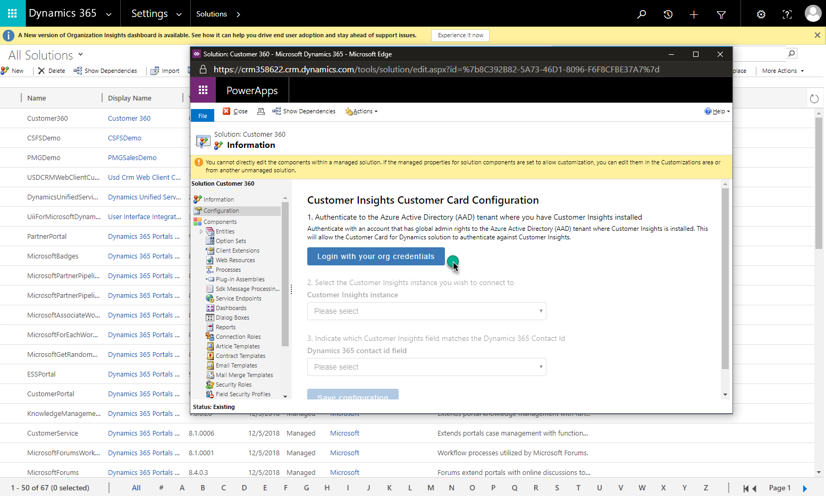 Dynamics 365 Settings Solutions
A New version of Organization Insights dashboard is available. See how it can help you drive end user adoption and stay ahead of support issues. Experience it now
All Solutions
New Delete Show Dependencies Import More Actions
Name Display Name
Customer360 Customer 360
CSFSDemo CSFSDemo
PMGDemo PMGSalesDemo
USDCRMWebClientCu... Usd Crm Web Client C...
DynamicsUnifiedServi... Dynamics Unified Serv...
UiiForMicrosoftDynam... User Interface Integrat...
PartnerPortal Dynamics 365 Portals ...
MicrosoftBadges Dynamics 365 Portals ...
MicrosoftPartnerPipeli... Dynamics 365 Portals ...
MicrosoftPartnerPipeli... Dynamics 365 Portals ...
MicrosoftAssociateWo... Dynamics 365 Portals ...
MicrosoftForEachWor... Dynamics 365 Portals ...
MicrosoftGetRandom... Dynamics 365 Portals ...
ESSPortal Dynamics 365 Portals ...
CustomerPortal Dynamics 365 Portals ...
KnowledgeManageme... Dynamics 365 Portals ...
CustomerService Dynamics 365 Portals ... 8.1.0006 12/5/2018 Managed Microsoft Extends portals case management with function...
MicrosoftForumsWork... Dynamics 365 Portals ... 8.1.0001 12/5/2018 Managed Microsoft Workflow processes utilized by Microsoft Forums.
MicrosoftForums Dynamics 365 Portals ... 8.4.0.3 12/5/2018 Managed Microsoft Forums extend portals with online discussions to...
1 - 50 of 67 (0 selected) All # A B C D E F G H I J K L M N O P Q R S T U V W X Y Z Page 1
Solution: Customer 360 - Microsoft Dynamics 365 - Microsoft Edge
https://crm358622.crm.dynamics.com/tools/solution/edit.aspx?id=%7b8C392B82-5A73-46D1-8096-F6F8CFBE37A7%7d
PowerApps
File Close Show Dependencies Actions Help
Solution: Customer 360
Information
You cannot directly edit the components within a managed solution. If the managed properties for solution components are set to allow customization, you can edit them in the Customizations area or
from another unmanaged solution.
Solution Customer 360
Information
Configuration
Components
Entities
Option Sets
Client Extensions
Web Resources
Processes
Plug-in Assemblies
Sdk Message Processin...
Service Endpoints
Dashboards
Dialog Boxes
Reports
Connection Roles
Article Templates
Contract Templates
Email Templates
Mail Merge Templates
Security Roles
Field Security Profiles
Status: Existing
Customer Insights Customer Card Configuration
1. Authenticate to the Azure Active Directory (AAD) tenant where you have Customer Insights installed
Authenticate with an account that has global admin rights to the Azure Active Directory (AAD) tenant where Customer Insights is installed. This
will allow the Customer Card for Dynamics solution to authenticate against Customer Insights.
Login with your org credentials
2. Select the Customer Insights instance you wish to connect to
Customer Insights instance
Please select
3. Indicate which Customer Insights field matches the Dynamics 365 Contact Id
Dynamics 365 contact id field
Please select
Save configuration